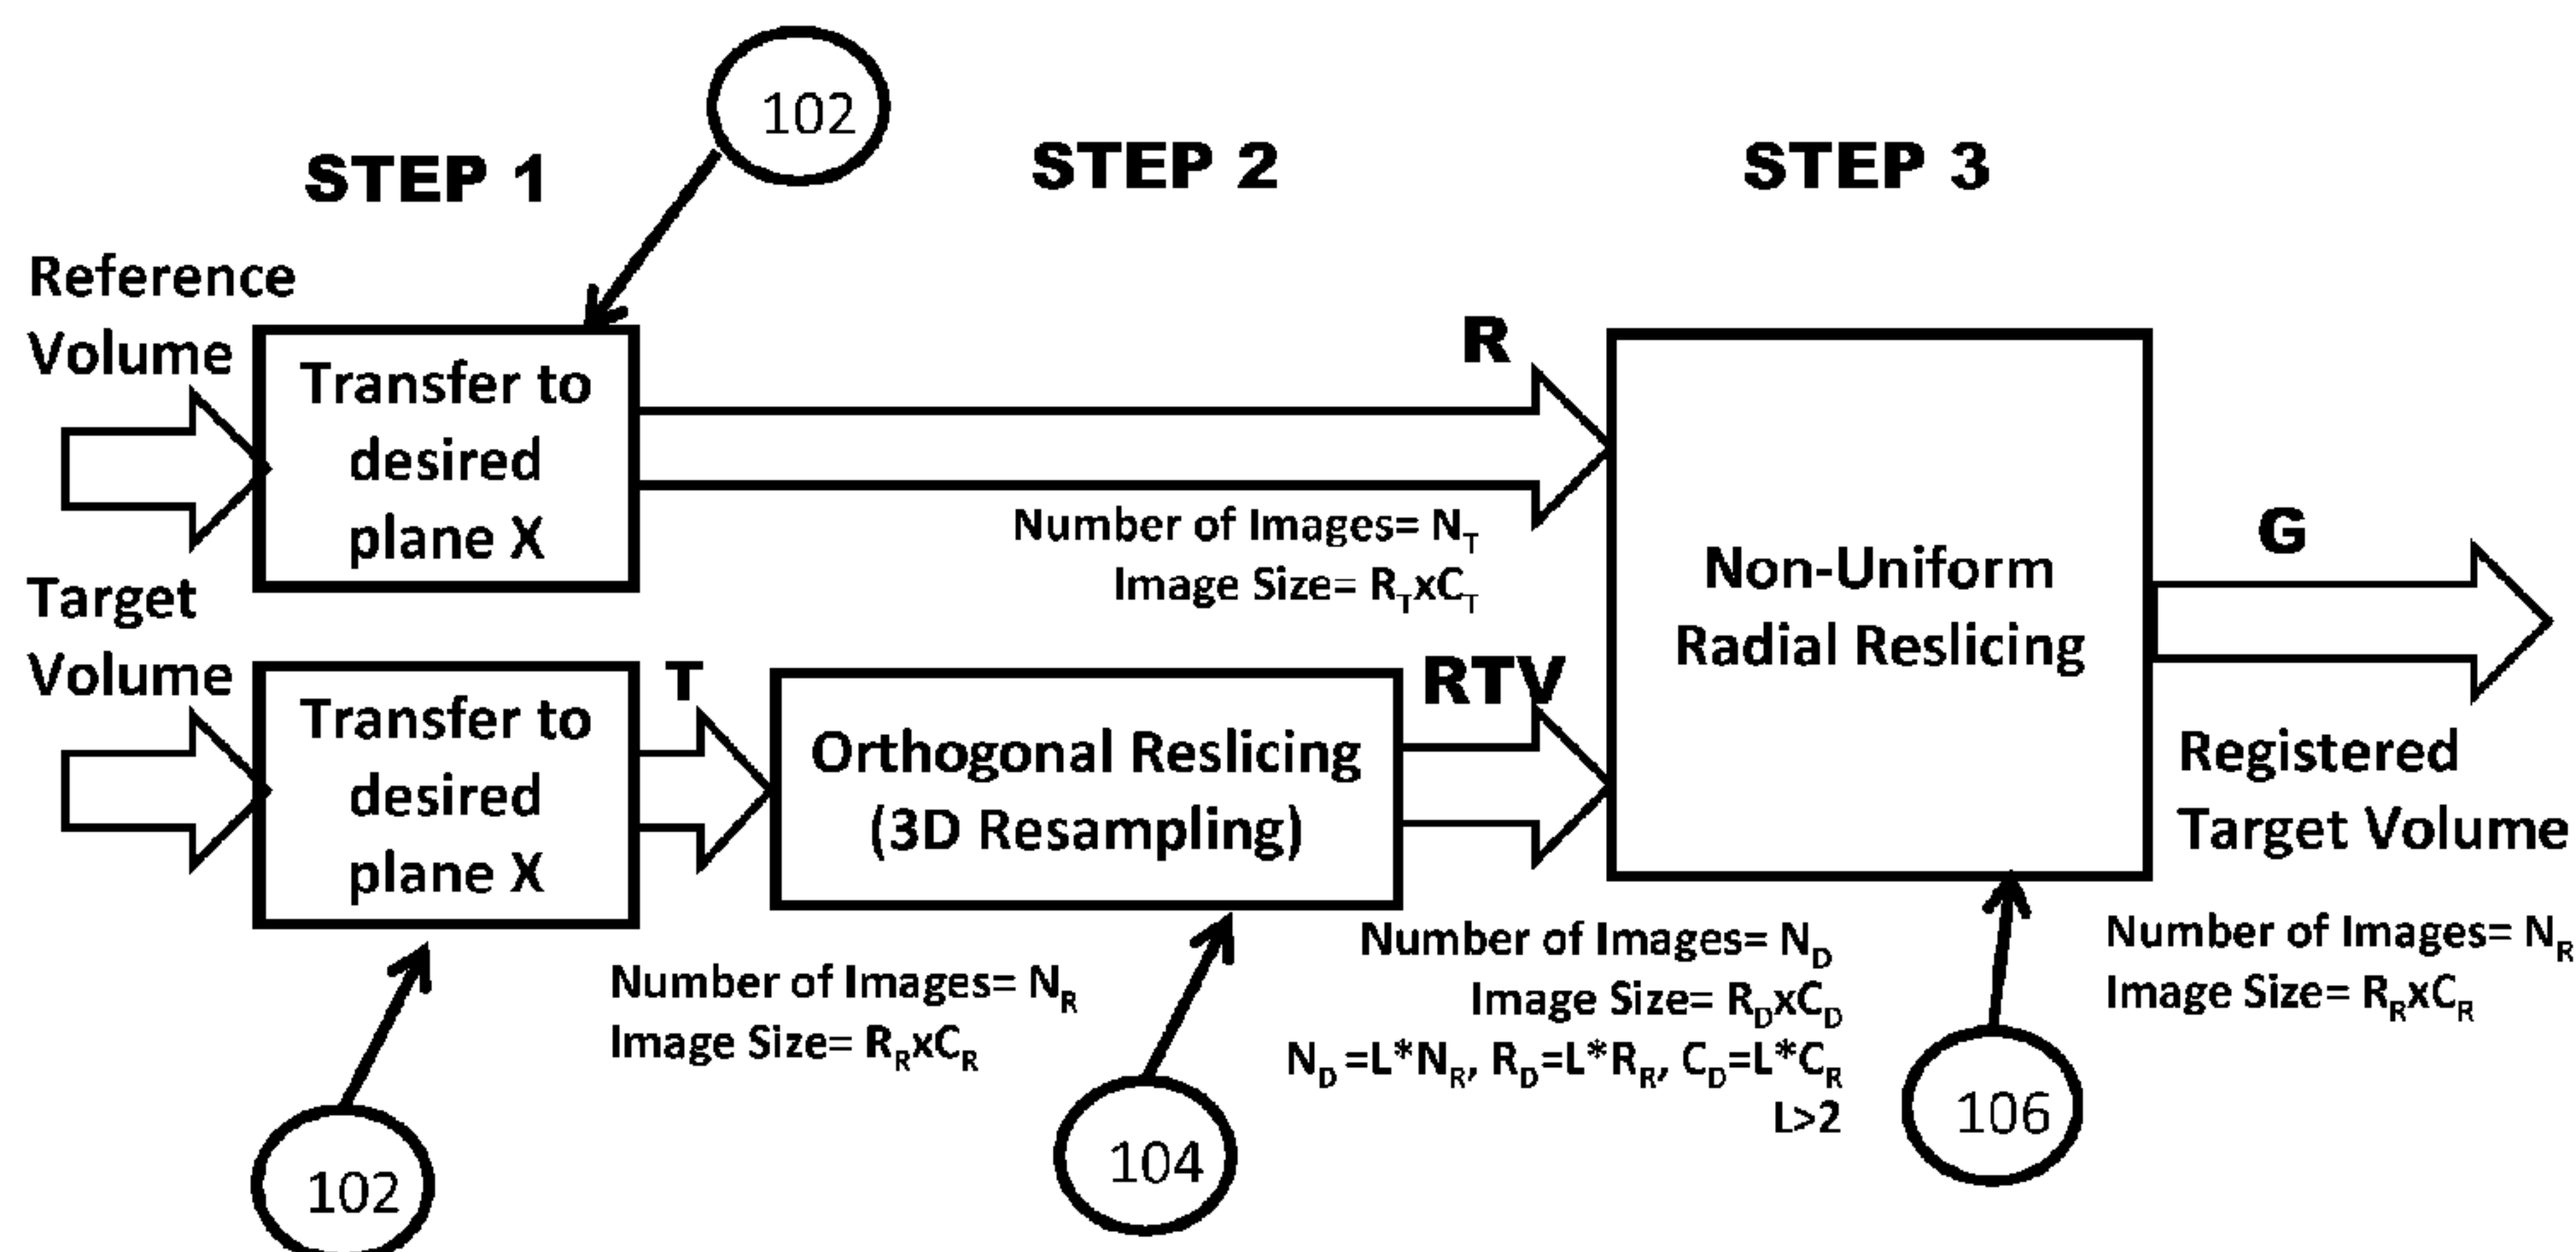 102
STEP 1
STEP 2
STEP 3
Reference
Volume
Transfer to
desired
plane X
R
Number of Images= N_T
Image Size= R_TxC_T
Target
Volume
Transfer to
desired
plane X
T
Orthogonal Reslicing
(3D Resampling)
RTV
Non-Uniform
Radial Reslicing
G
Registered
Target Volume
Number of Images= N_R
Image Size= R_RxC_R
Number of Images= N_D
Image Size= R_DxC_D
N_D =L*N_R, R_D=L*R_R, C_D=L*C_R
L>2
Number of Images= N_R
Image Size= R_RxC_R
102
104
106